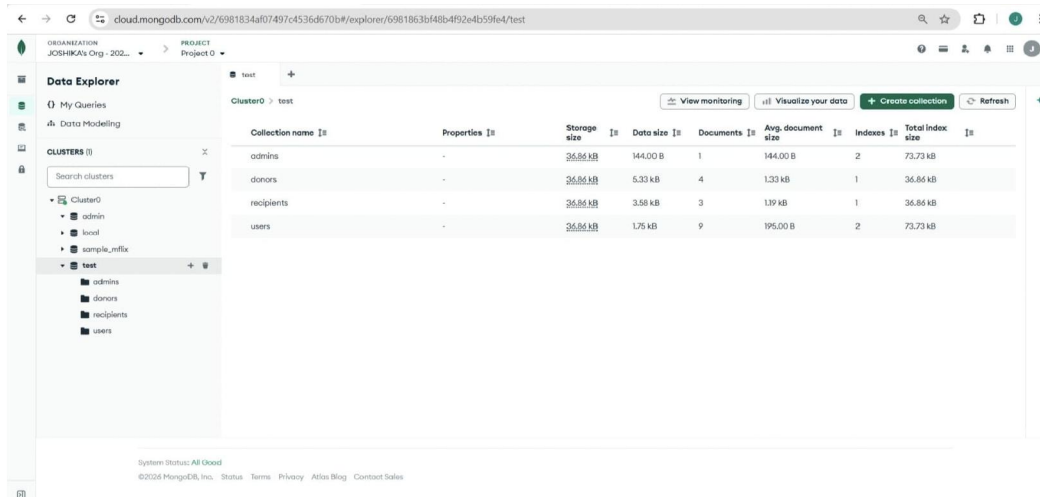 cloud.mongodb.com/v2/6981834af07497c4536d670b#/explorer/6981863bf48b4f92e4b59fe4/test
J
ORGANIZATION
JOSHIKA's Org - 202...
PROJECT
Project 0
J
Data Explorer
My Queries
Data Modeling
CLUSTERS (1)
Search clusters
Cluster0
admin
local
sample_mflix
test
admins
donors
recipients
users
test
Cluster0 > test
View monitoring
Visualize your data
+ Create collection
Refresh
Collection name Properties Storage size Data size Documents Avg. document size Indexes Total index size
admins - 36.86 kB 144.00 B 1 144.00 B 2 73.73 kB
donors - 36.86 kB 5.33 kB 4 1.33 kB 1 36.86 kB
recipients - 36.86 kB 3.58 kB 3 1.19 kB 1 36.86 kB
users - 36.86 kB 1.75 kB 9 195.00 B 2 73.73 kB
System Status: All Good
©2026 MongoDB, Inc. Status Terms Privacy Atlas Blog Contact Sales